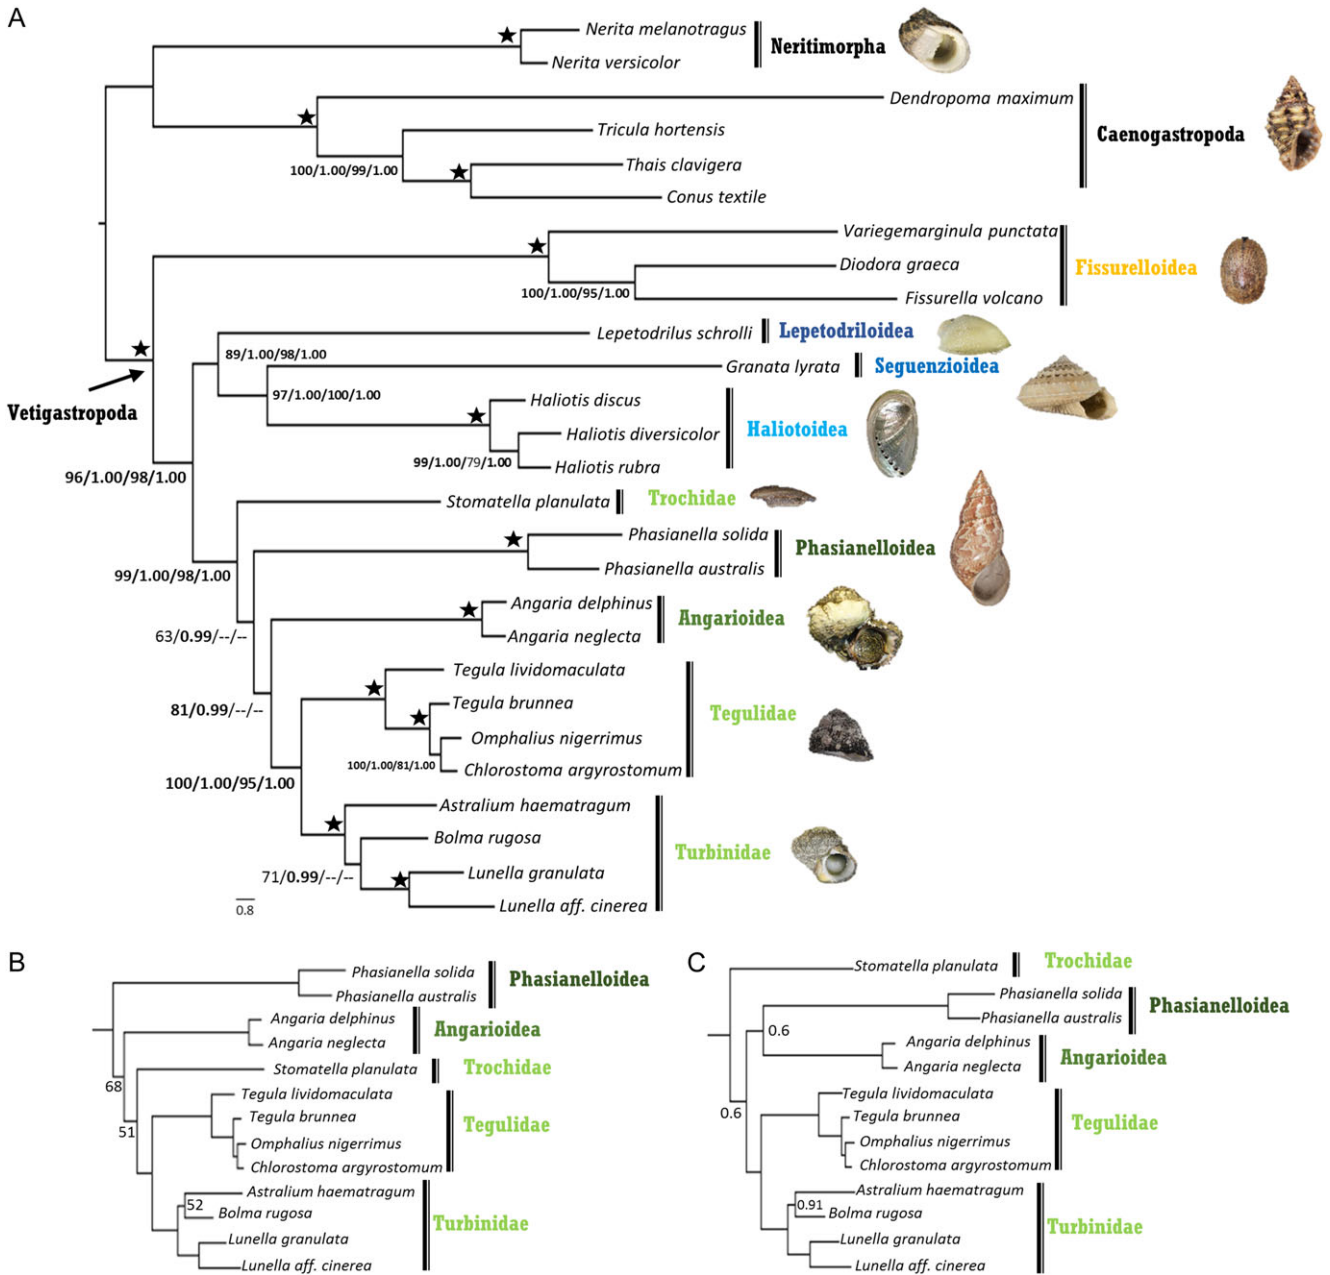 A
Nerita melanotragus
Nerita versicolor
Neritimorpha
Dendropoma maximum
Tricula hortensis
Caenogastropoda
Thais clavigera
100/1.00/99/1.00
Conus textile
Variegemarginula punctata
Diodora graeca
Fissurelloidea
100/1.00/95/1.00
Fissurella volcano
Lepetodrilus schrolli
Lepetodriloidea
89/1.00/98/1.00
Granata lyrata
Seguenzioidea
97/1.00/100/1.00
Vetigastropoda
Haliotis discus
Haliotis diversicolor
Haliotoidea
99/1.00/79/1.00
Haliotis rubra
96/1.00/98/1.00
Stomatella planulata
Trochidae
Phasianella solida
Phasianelloidea
Phasianella australis
99/1.00/98/1.00
Angaria delphinus
Angarioidea
Angaria neglecta
63/0.99/--/--
Tegula lividomaculata
Tegula brunnea
Tegulidae
81/0.99/--/--
Omphalius nigerrimus
100/1.00/81/1.00
Chlorostoma argyrostomum
100/1.00/95/1.00
Astralium haematragum
Bolma rugosa
Turbinidae
71/0.99/--/--
Lunella granulata
Lunella aff. cinerea
0.8
B
Phasianella solida
Phasianella australis
Phasianelloidea
Angaria delphinus
Angaria neglecta
Angarioidea
Stomatella planulata
Trochidae
68
Tegula lividomaculata
Tegula brunnea
Tegulidae
51
Omphalius nigerrimus
Chlorostoma argyrostomum
Astralium haematragum
52
Bolma rugosa
Turbinidae
Lunella granulata
Lunella aff. cinerea
C
Stomatella planulata
Trochidae
Phasianella solida
Phasianelloidea
Phasianella australis
0.6
Angaria delphinus
Angarioidea
Angaria neglecta
Tegula lividomaculata
0.6
Tegula brunnea
Tegulidae
Omphalius nigerrimus
Chlorostoma argyrostomum
Astralium haematragum
0.91
Bolma rugosa
Turbinidae
Lunella granulata
Lunella aff. cinerea